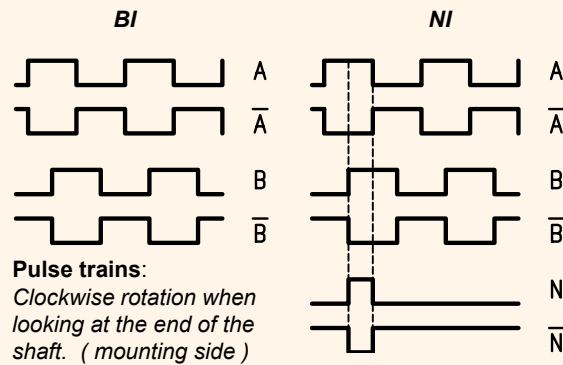 BI
NI
A
A
A̅
A̅
B
B
B̅
B̅
Pulse trains:
Clockwise rotation when
looking at the end of the
shaft. ( mounting side )
N
N̅